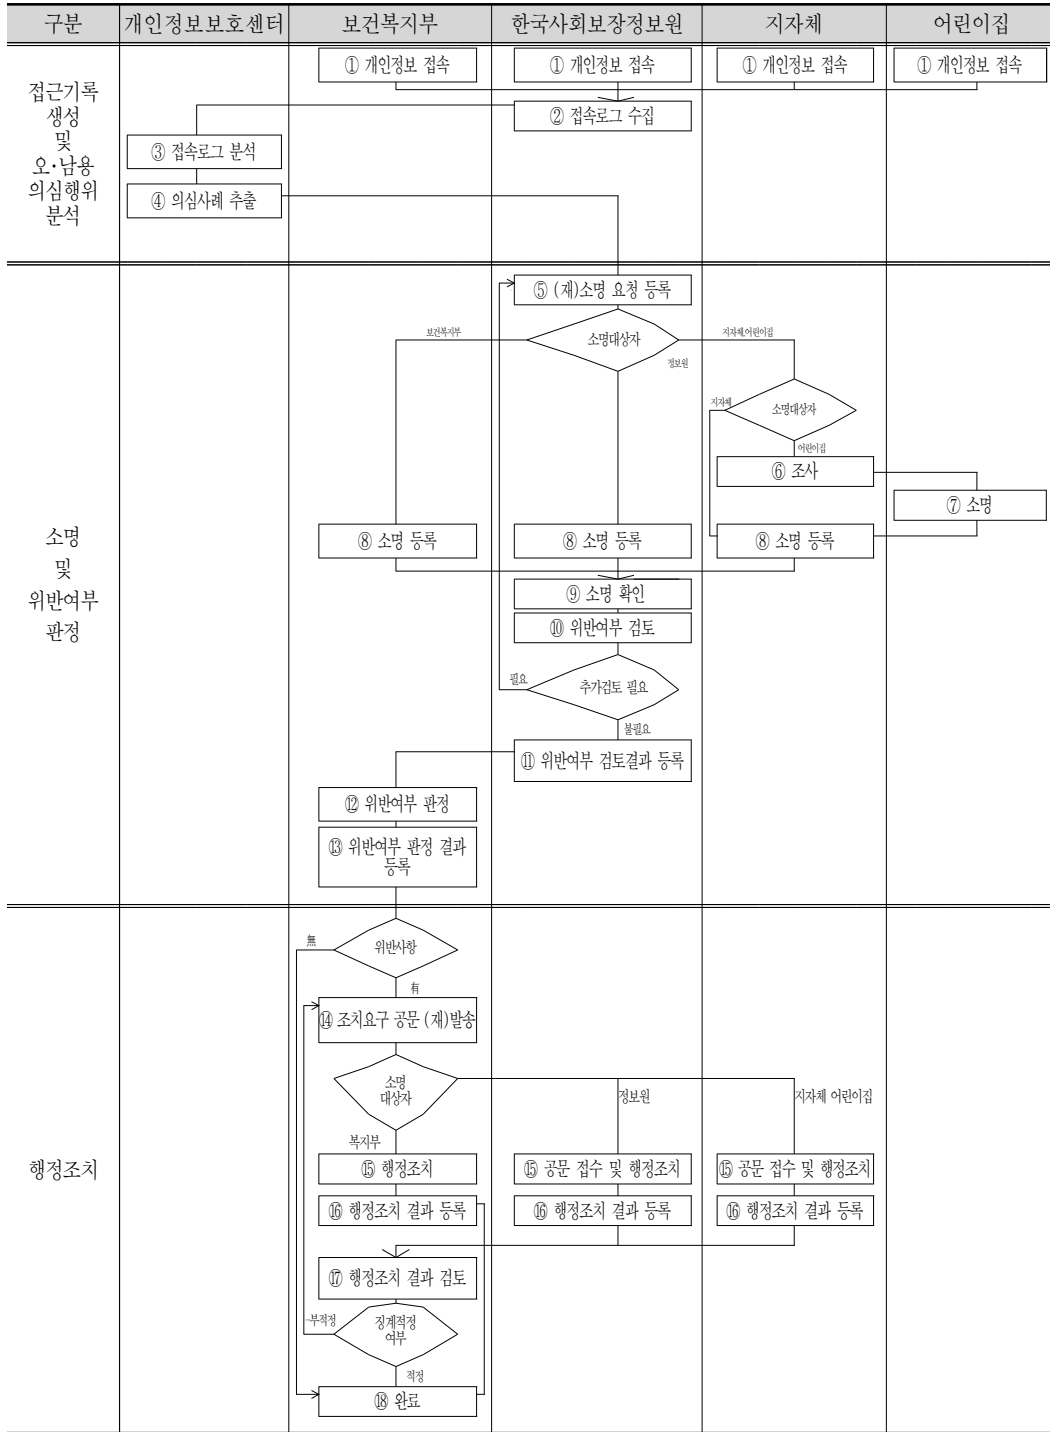 구분
개인정보보호센터
보건복지부
한국사회보장정보원
지자체
어린이집
접근기록
생성
및
오·남용
의심행위
분석
① 개인정보 접속
① 개인정보 접속
① 개인정보 접속
① 개인정보 접속
② 접속로그 수집
③ 접속로그 분석
④ 의심사례 추출
소명
및
위반여부
판정
⑤ (재)소명 요청 등록
보건복지부
소명대상자
지자체,어린이집
정보원
지자체
소명대상자
어린이집
⑥ 조사
⑦ 소명
⑧ 소명 등록
⑧ 소명 등록
⑧ 소명 등록
⑨ 소명 확인
⑩ 위반여부 검토
필요
추가검토 필요
불필요
⑪ 위반여부 검토결과 등록
⑫ 위반여부 판정
⑬ 위반여부 판정 결과
등록
행정조치
無
위반사항
有
⑭ 조치요구 공문 (재)발송
소명
대상자
정보원
지자체 어린이집
복지부
⑮ 행정조치
⑮ 공문 접수 및 행정조치
⑮ 공문 접수 및 행정조치
⑯ 행정조치 결과 등록
⑯ 행정조치 결과 등록
⑯ 행정조치 결과 등록
⑰ 행정조치 결과 검토
부적정
징계적정
여부
적정
⑱ 완료